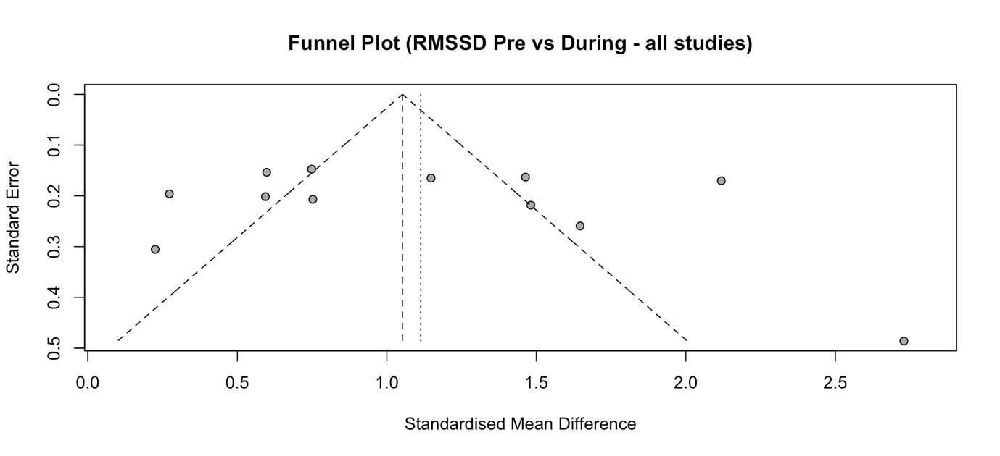 Funnel Plot (RMSSD Pre vs During - all studies)
Standard Error
0.0
0.1
0.2
0.3
0.4
0.5
0.0 0.5 1.0 1.5 2.0 2.5
Standardised Mean Difference